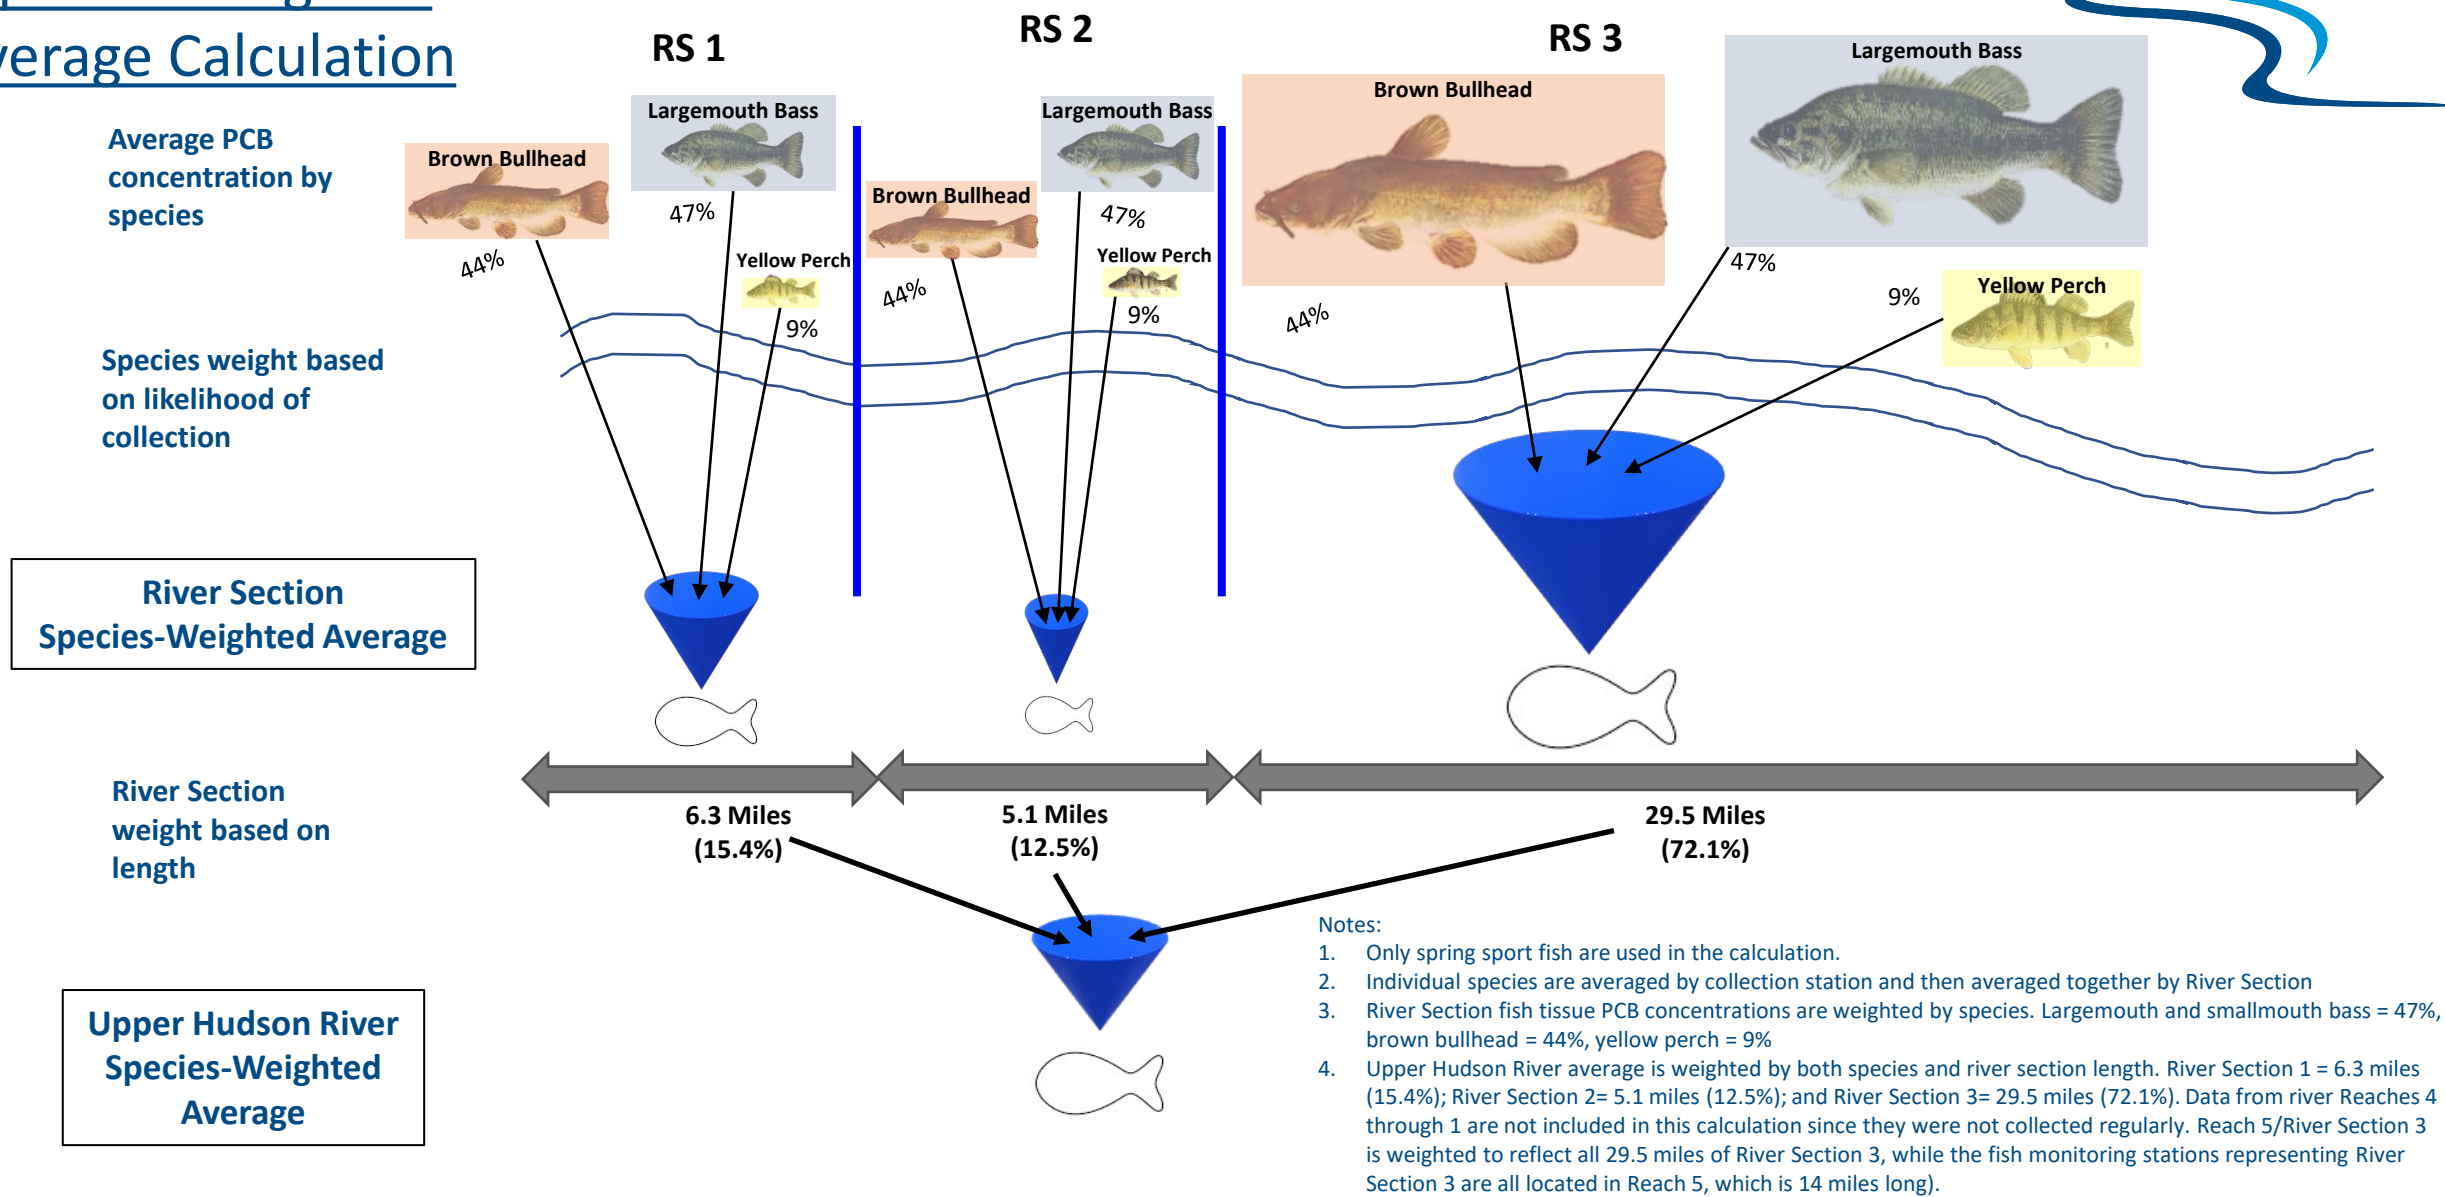 verage Calculation
RS 1
RS 2
RS 3
Average PCB
concentration by
species
Brown Bullhead
44%
Largemouth Bass
47%
Yellow Perch
9%
Brown Bullhead
44%
Largemouth Bass
47%
Yellow Perch
9%
Brown Bullhead
44%
Largemouth Bass
47%
Yellow Perch
9%
Species weight based
on likelihood of
collection
River Section
Species-Weighted Average
River Section
weight based on
length
6.3 Miles
(15.4%)
5.1 Miles
(12.5%)
29.5 Miles
(72.1%)
Upper Hudson River
Species-Weighted
Average
Notes:
1. Only spring sport fish are used in the calculation.
2. Individual species are averaged by collection station and then averaged together by River Section
3. River Section fish tissue PCB concentrations are weighted by species. Largemouth and smallmouth bass = 47%,
brown bullhead = 44%, yellow perch = 9%
4. Upper Hudson River average is weighted by both species and river section length. River Section 1 = 6.3 miles
(15.4%); River Section 2= 5.1 miles (12.5%); and River Section 3= 29.5 miles (72.1%). Data from river Reaches 4
through 1 are not included in this calculation since they were not collected regularly. Reach 5/River Section 3
is weighted to reflect all 29.5 miles of River Section 3, while the fish monitoring stations representing River
Section 3 are all located in Reach 5, which is 14 miles long).